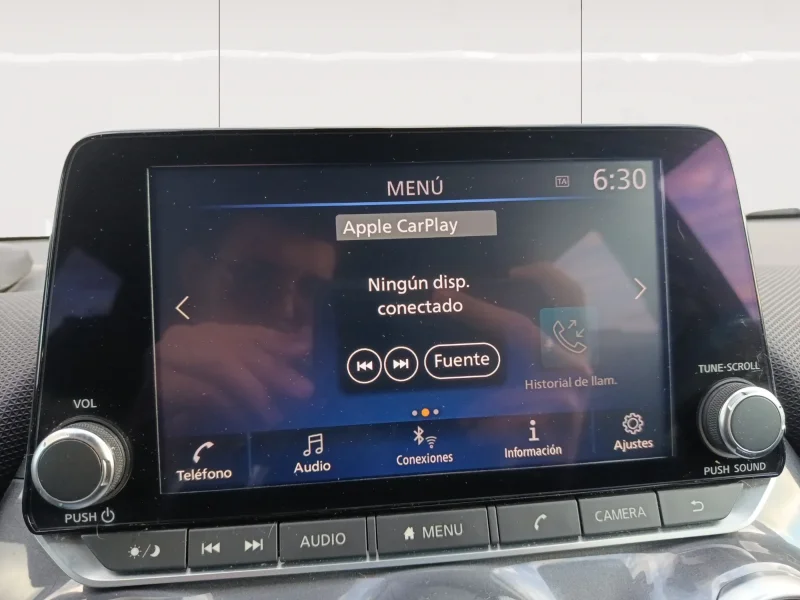 MENÚ
TA
6:30
Apple CarPlay
Ningún disp.
conectado
Fuente
Historial de llam.
Teléfono
Audio
Conexiones
Información
Ajustes
VOL
PUSH
TUNE·SCROLL
PUSH SOUND
AUDIO
MENU
CAMERA